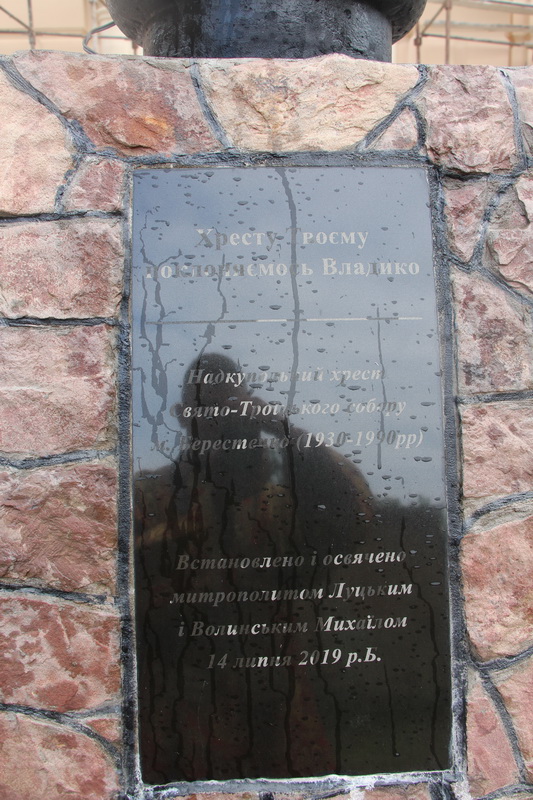 Хресту Твоєму
поклоняємось Владико
Надкупольний хрест
Свято-Троїцького собору
м. Берестечко (1930-1990рр)
Встановлено і освячено
митрополитом Луцьким
і Волинським Михаїлом
14 липня 2019 р.Б.